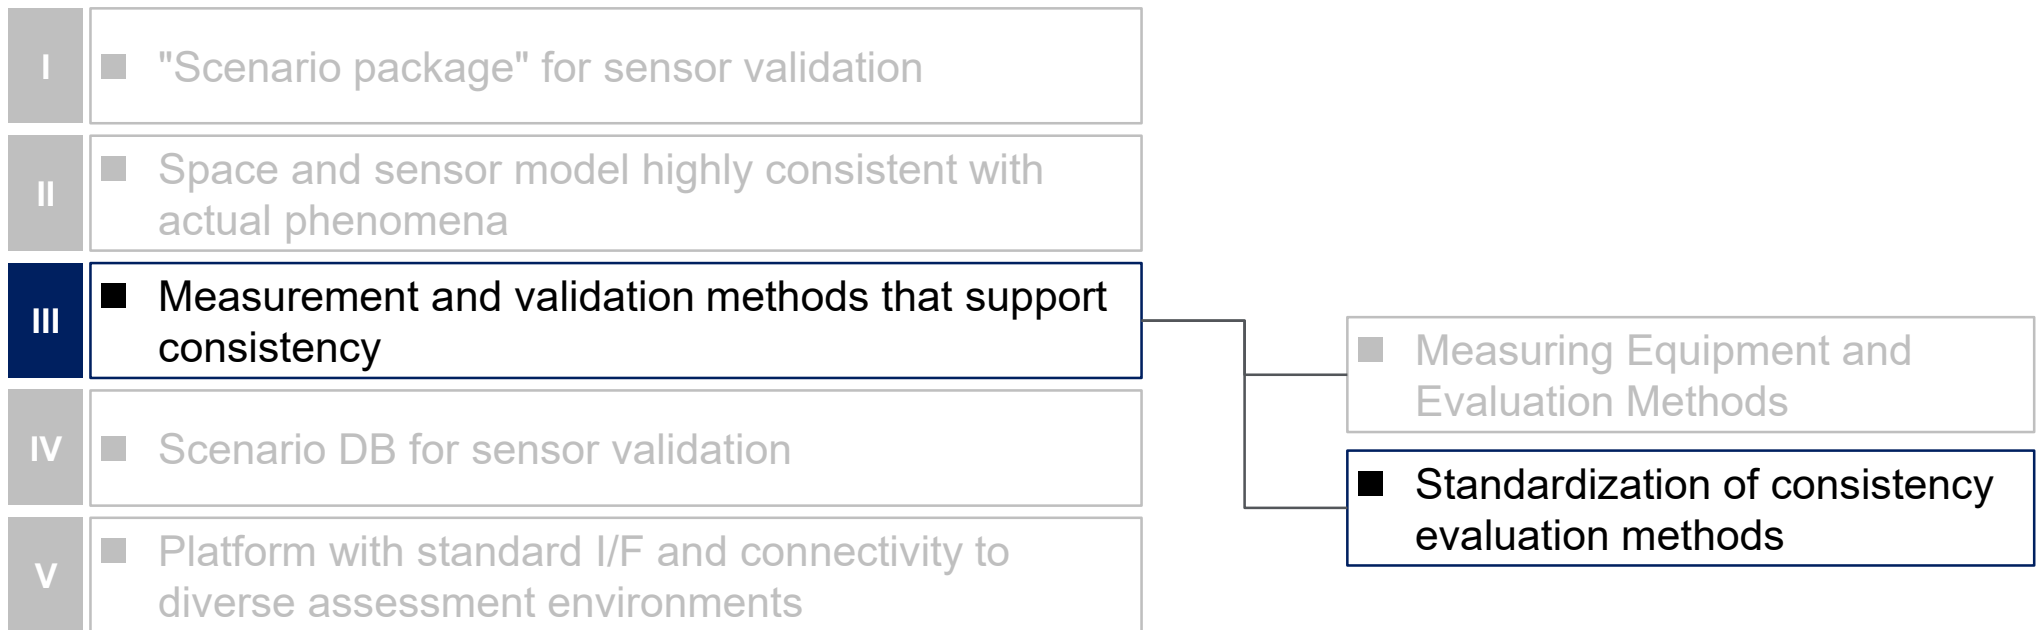 I
"Scenario package" for sensor validation
II
Space and sensor model highly consistent with
actual phenomena
III
Measurement and validation methods that support
consistency
IV
Scenario DB for sensor validation
V
Platform with standard I/F and connectivity to
diverse assessment environments
Measuring Equipment and
Evaluation Methods
Standardization of consistency
evaluation methods